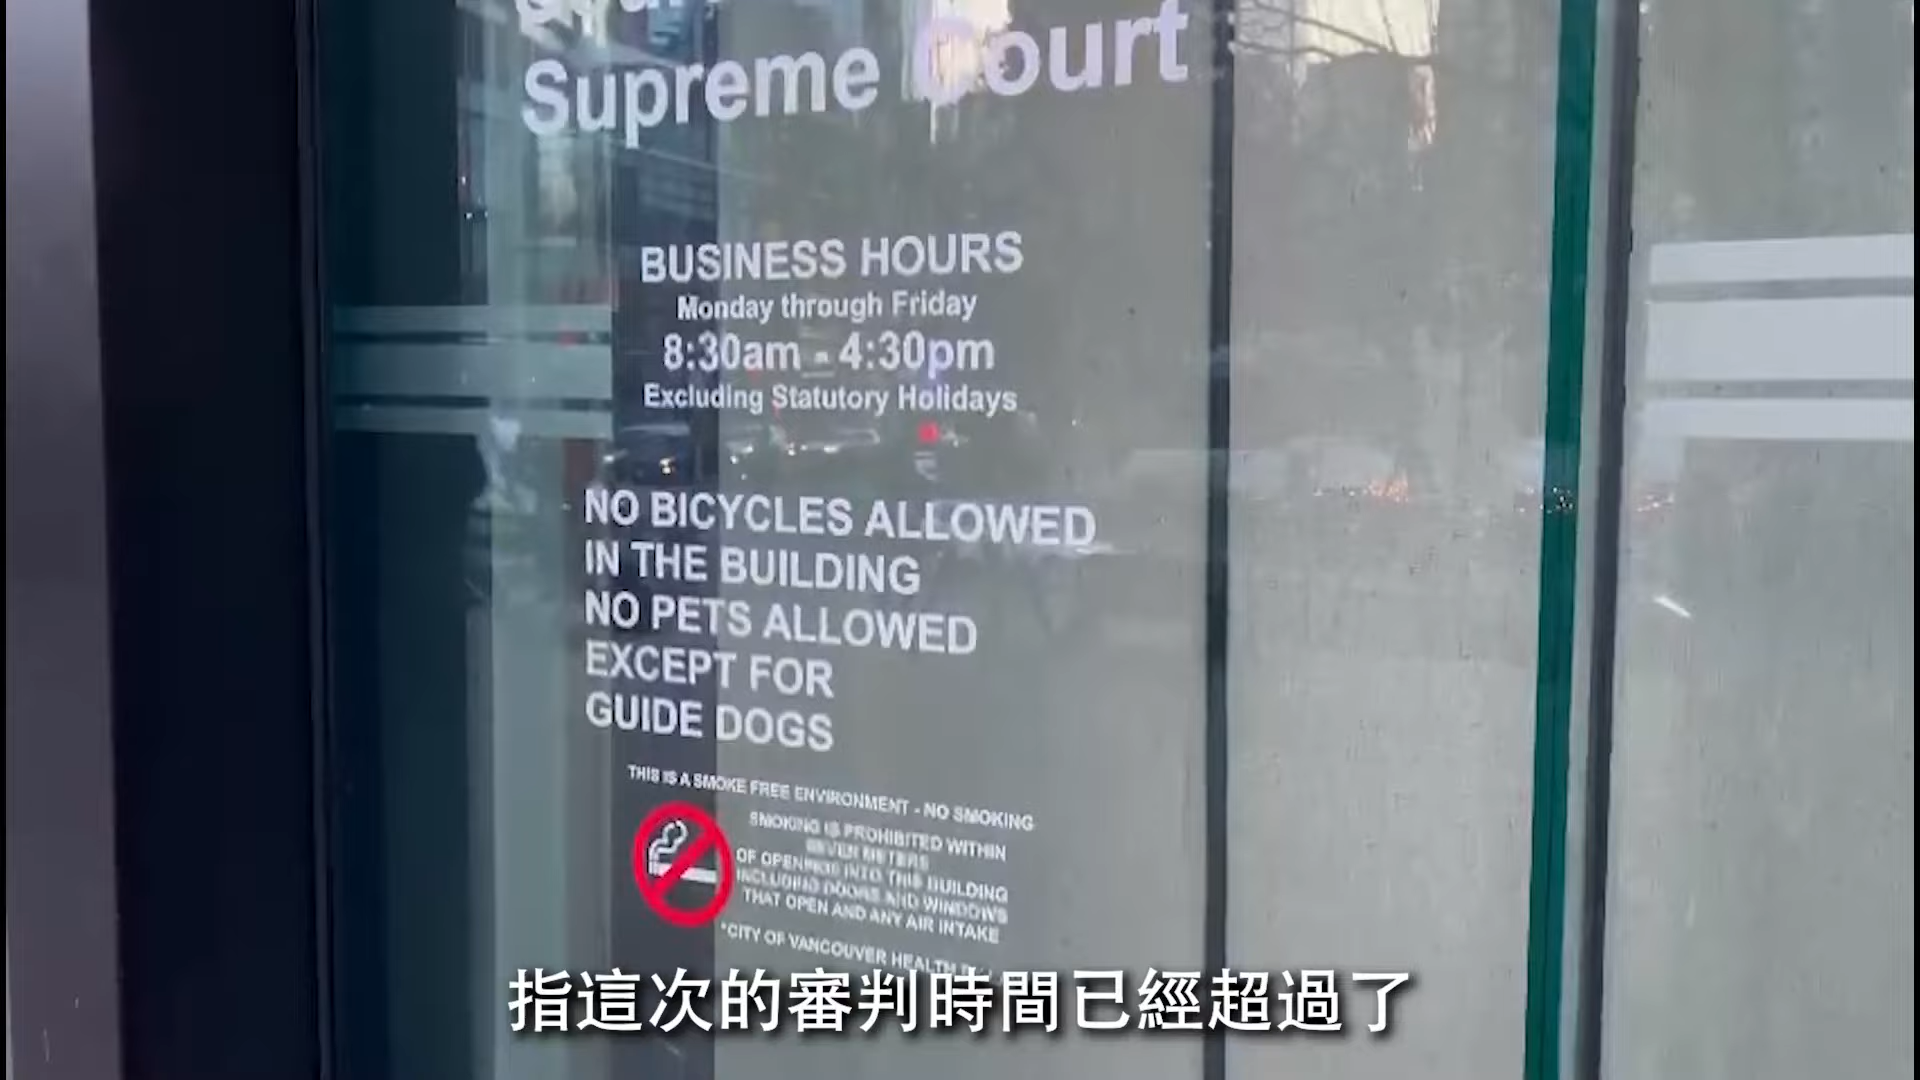 Supreme Court
BUSINESS HOURS
Monday through Friday
8:30am - 4:30pm
Excluding Statutory Holidays
NO BICYCLES ALLOWED
IN THE BUILDING
NO PETS ALLOWED
EXCEPT FOR
GUIDE DOGS
THIS IS A SMOKE FREE ENVIRONMENT - NO SMOKING
SMOKING IS PROHIBITED WITHIN
SEVEN METERS
OF OPENINGS INTO THIS BUILDING
INCLUDING DOORS AND WINDOWS
THAT OPEN AND ANY AIR INTAKE
*CITY OF VANCOUVER HEALTH
指這次的審判時間已經超過了